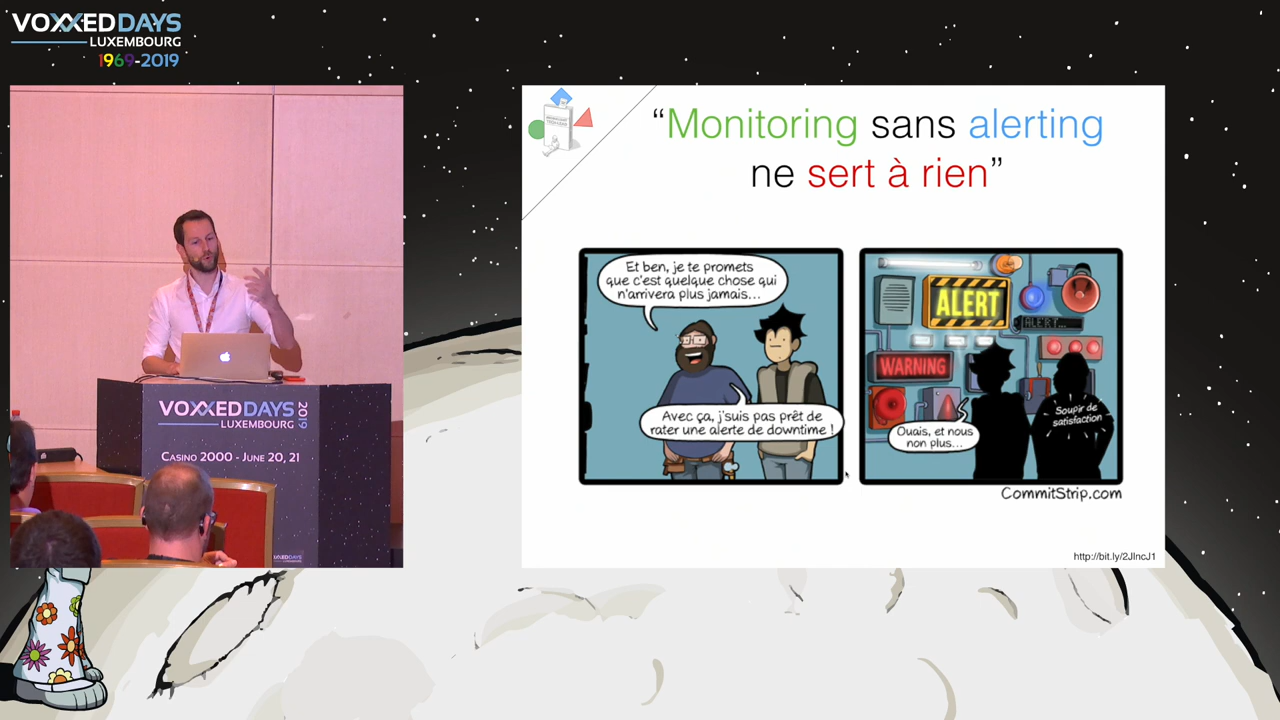 VOXXED DAYS
LUXEMBOURG
1969-2019
“Monitoring sans alerting
ne sert à rien”
Et ben, je te promets
que c'est quelque chose qui
n'arrivera plus jamais...
Avec ça, j'suis pas prêt de
rater une alerte de downtime !
ALERT
ALERT...
WARNING
Ouais, et nous
non plus...
Soupir de
satisfaction
CommitStrip.com
http://bit.ly/2JIncJ1
VOXXED DAYS
2019
LUXEMBOURG
CASINO 2000 - JUNE 20, 21
VOXXED DAYS